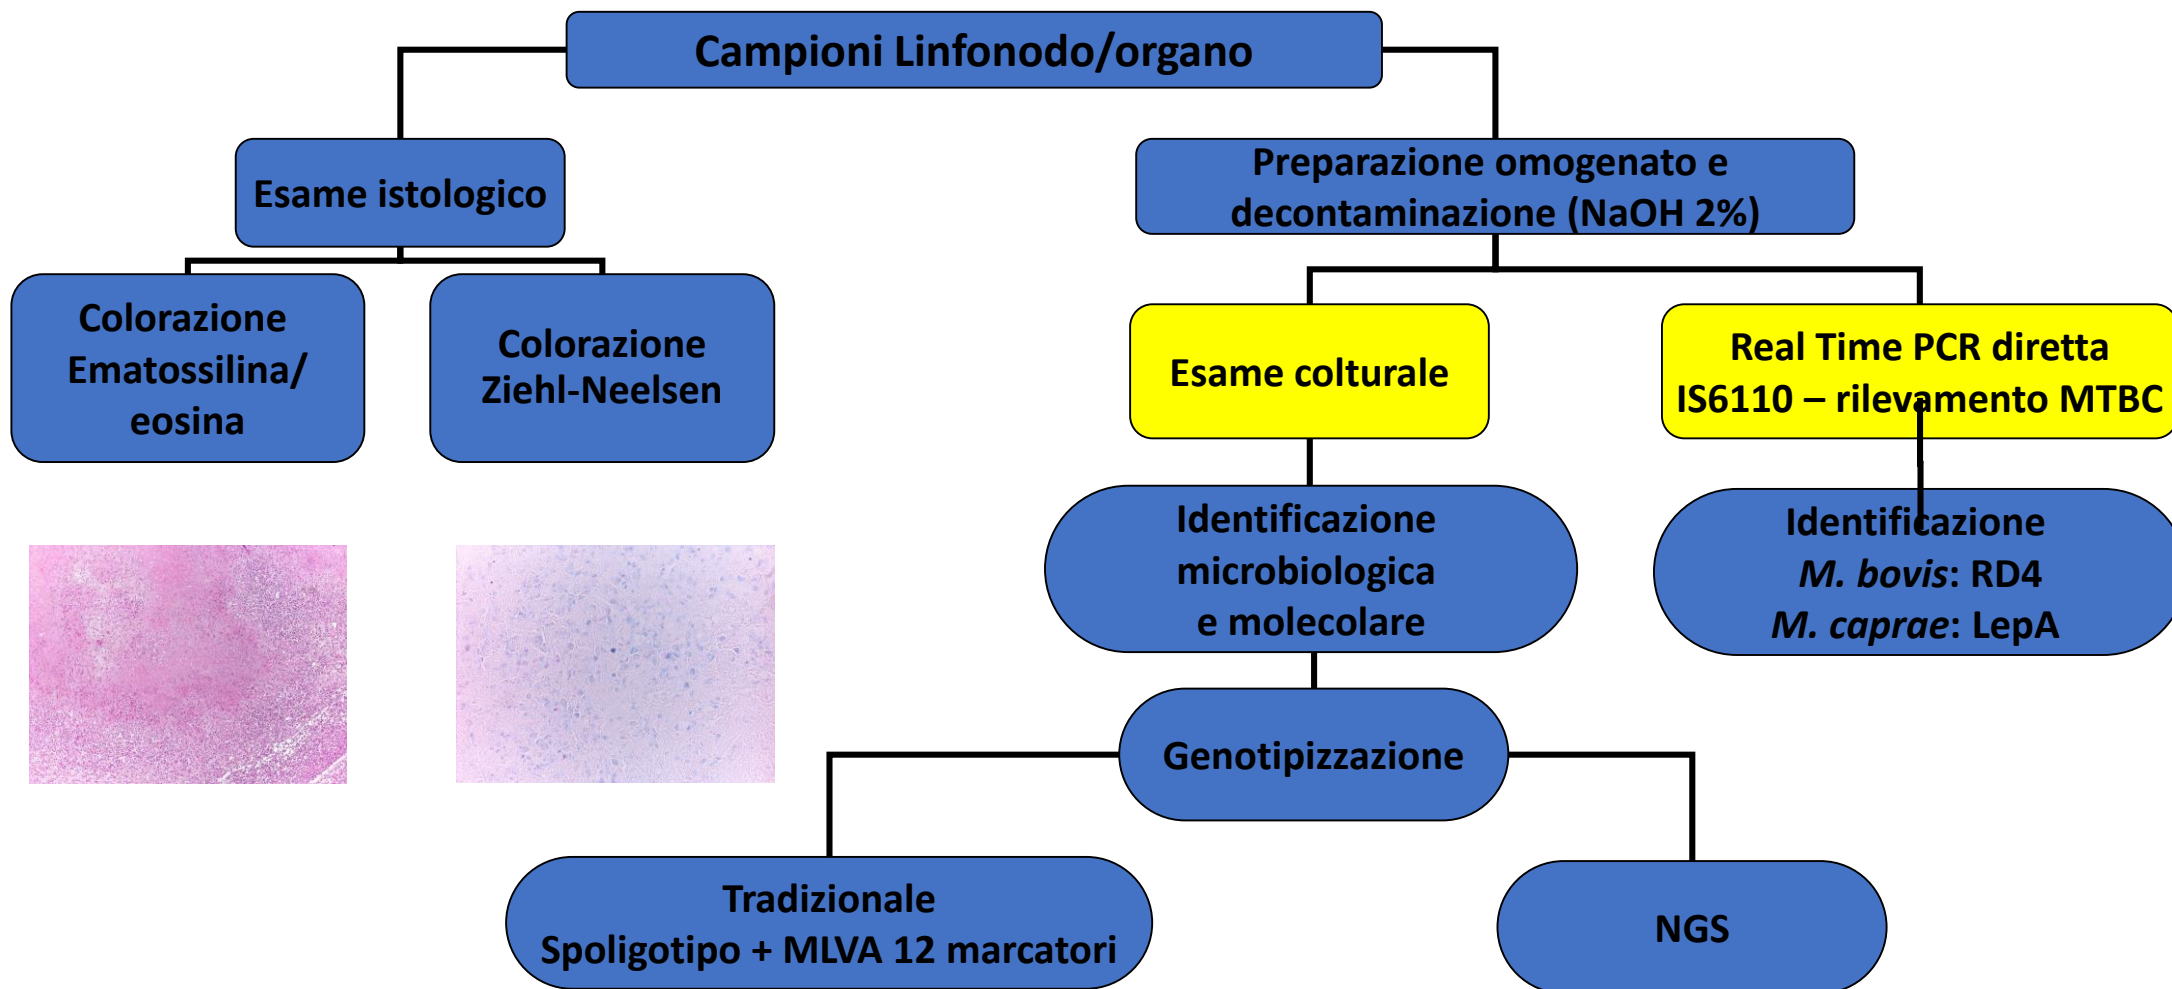 Campioni Linfonodo/organo
Esame istologico
Preparazione omogenato e
decontaminazione (NaOH 2%)
Colorazione
Ematossilina/
eosina
Colorazione
Ziehl-Neelsen
Esame colturale
Real Time PCR diretta
IS6110 – rilevamento MTBC
Identificazione
microbiologica
e molecolare
Identificazione
M. bovis: RD4
M. caprae: LepA
Genotipizzazione
Tradizionale
Spoligotipo + MLVA 12 marcatori
NGS